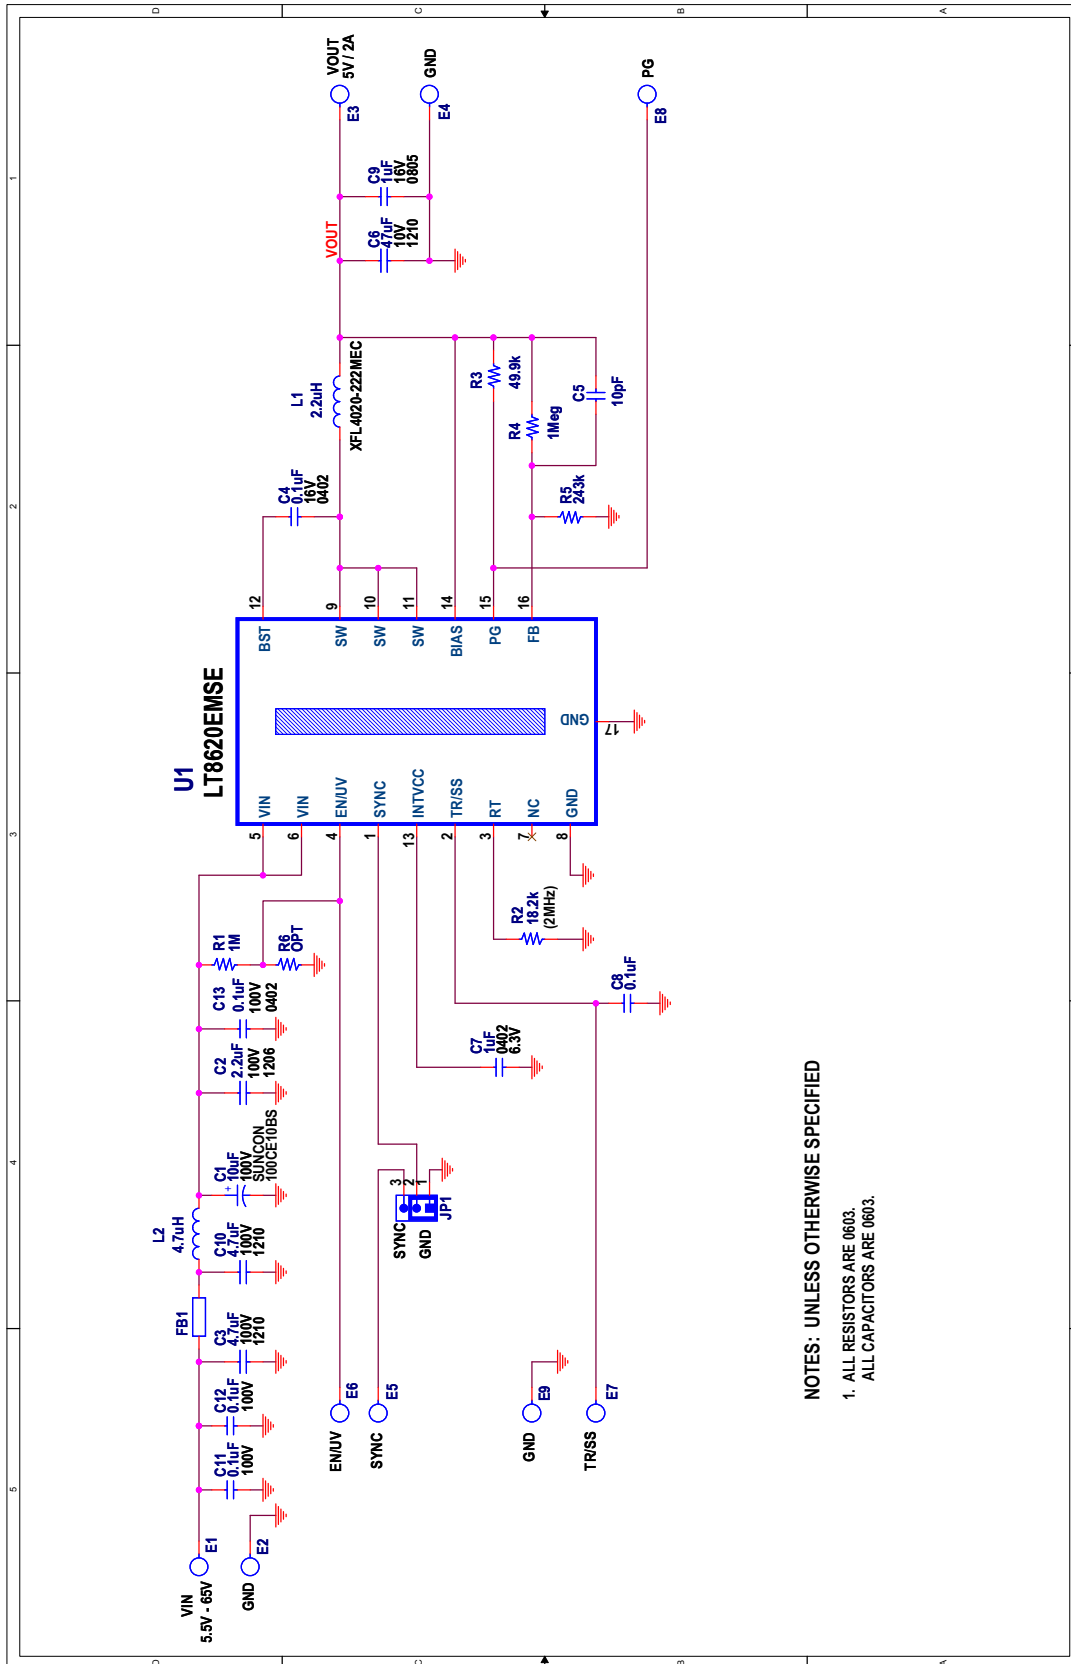 D
C
B
A
1
2
3
4
5
D
C
B
A
VIN
5.5V - 65V
E1
GND
E2
C11
0.1uF
100V
C12
0.1uF
100V
C3
4.7uF
100V
1210
FB1
C10
4.7uF
100V
1210
L2
4.7uH
+
C1
10uF
100V
SUNCON
100CE10BS
C2
2.2uF
100V
1206
C13
0.1uF
100V
0402
R1
1M
R6
OPT
U1
LT8620EMSE
5
VIN
6
VIN
4
EN/UV
1
SYNC
13
INTVCC
2
TR/SS
3
RT
7
NC
8
GND
GND
17
BST
12
SW
9
SW
10
SW
11
BIAS
14
PG
15
FB
16
C4
0.1uF
16V
0402
L1
2.2uH
XFL4020-222MEC
VOUT
C6
47uF
10V
1210
C9
1uF
16V
0805
VOUT
5V / 2A
E3
GND
E4
PG
E8
R3
49.9k
R4
1Meg
C5
10pF
R5
243k
R2
18.2k
(2MHz)
C8
0.1uF
C7
1uF
0402
6.3V
SYNC
GND
3
2
1
JP1
EN/UV
E6
SYNC
E5
GND
E9
TR/SS
E7
NOTES: UNLESS OTHERWISE SPECIFIED
1. ALL RESISTORS ARE 0603.
ALL CAPACITORS ARE 0603.